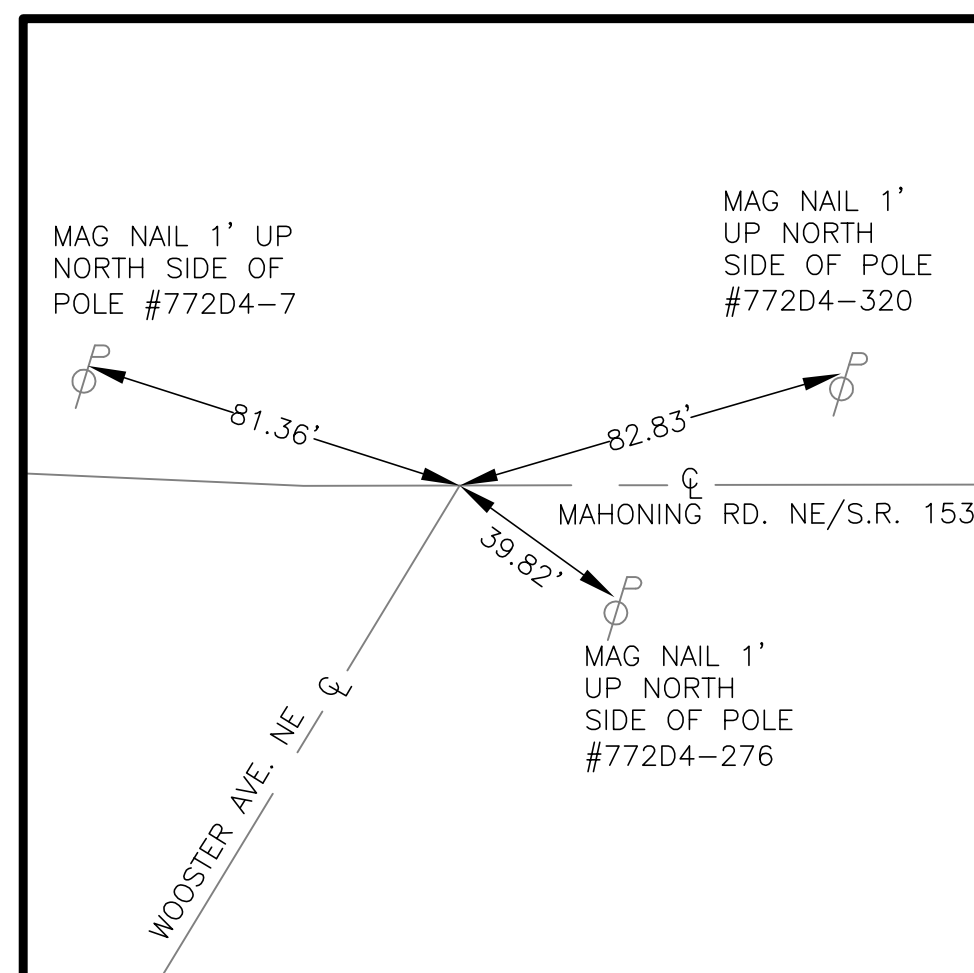 MAG NAIL 1' UP
NORTH SIDE OF
POLE #772D4-7
MAG NAIL 1'
UP NORTH
SIDE OF POLE
#772D4-320
P
P
81.36'
82.83'
℄
MAHONING RD. NE/S.R. 153
39.82'
P
MAG NAIL 1'
UP NORTH
SIDE OF POLE
#772D4-276
WOOSTER AVE. NE ℄